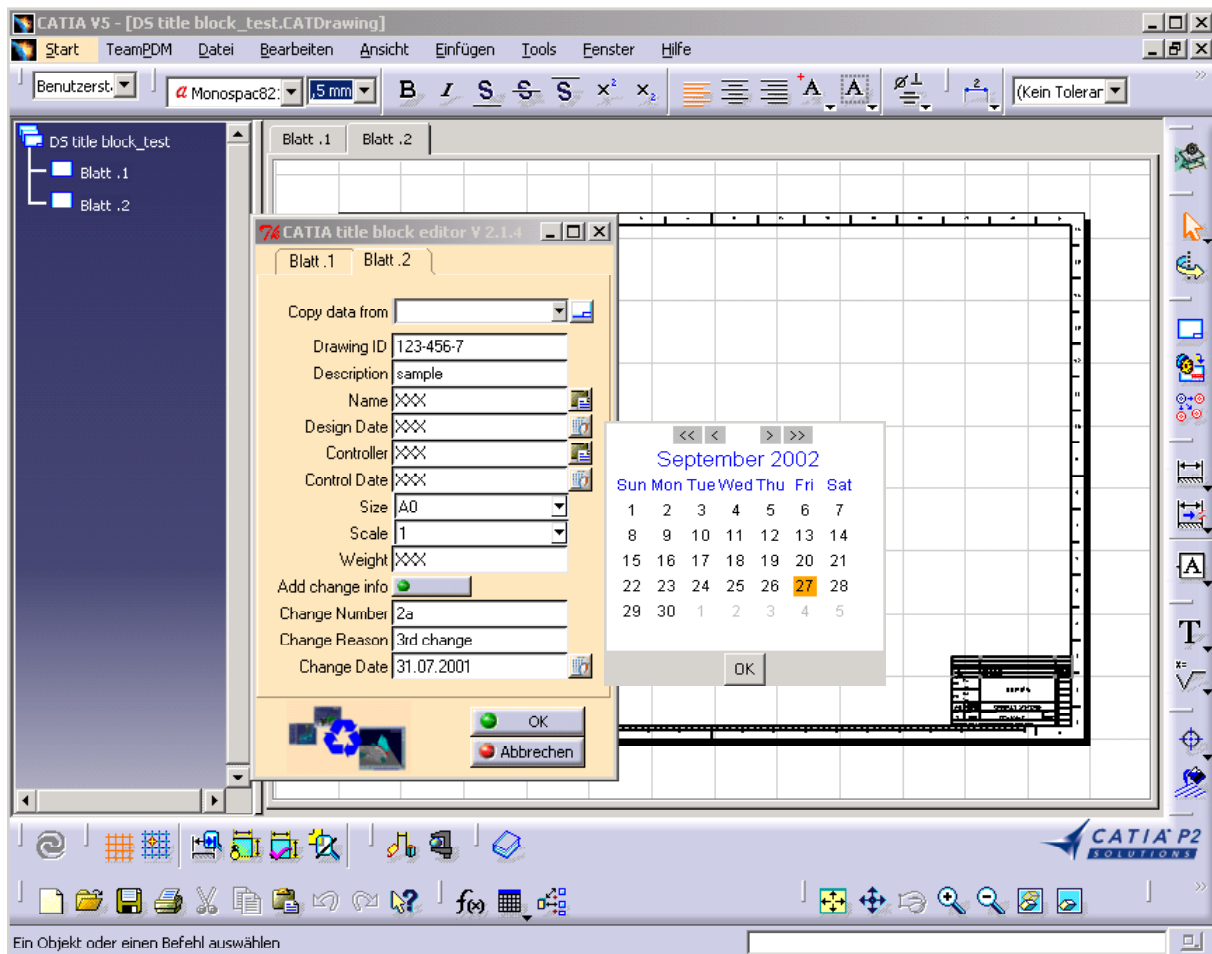 CATIA V5 - [DS title block_test.CATDrawing]
Start TeamPDM Datei Bearbeiten Ansicht Einfügen Tools Fenster Hilfe
Benutzerst. a Monospac82: ,5 mm B I S S S x² x₂ A A 2 (Kein Toleran
DS title block_test
Blatt .1
Blatt .2
Blatt .1 Blatt .2
CATIA title block editor V 2.1.4
Blatt .1 Blatt .2
Copy data from
Drawing ID 123-456-7
Description sample
Name XXX
Design Date XXX
Controller XXX
Control Date XXX
Size A0
Scale 1
Weight XXX
Add change info
Change Number 2a
Change Reason 3rd change
Change Date 31.07.2001
OK
Abbrechen
<< < > >>
September 2002
Sun Mon Tue Wed Thu Fri Sat
1 2 3 4 5 6 7
8 9 10 11 12 13 14
15 16 17 18 19 20 21
22 23 24 25 26 27 28
29 30 1 2 3 4 5
OK
A
T
x=
CATIA P2
SOLUTIONS
f(x)
Ein Objekt oder einen Befehl auswählen